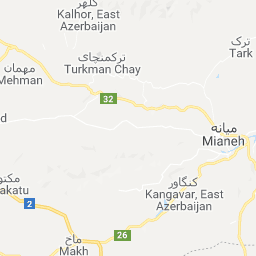 کلهر
Kalhor, East
Azerbaijan
ترکمنچای
Turkman Chay
ترک
Tark
مهمان
Mehman
32
میانه
Mianeh
d
کنگاور
Kangavar, East
Azerbaijan
مکتو
akatu
2
26
ماخ
Makh